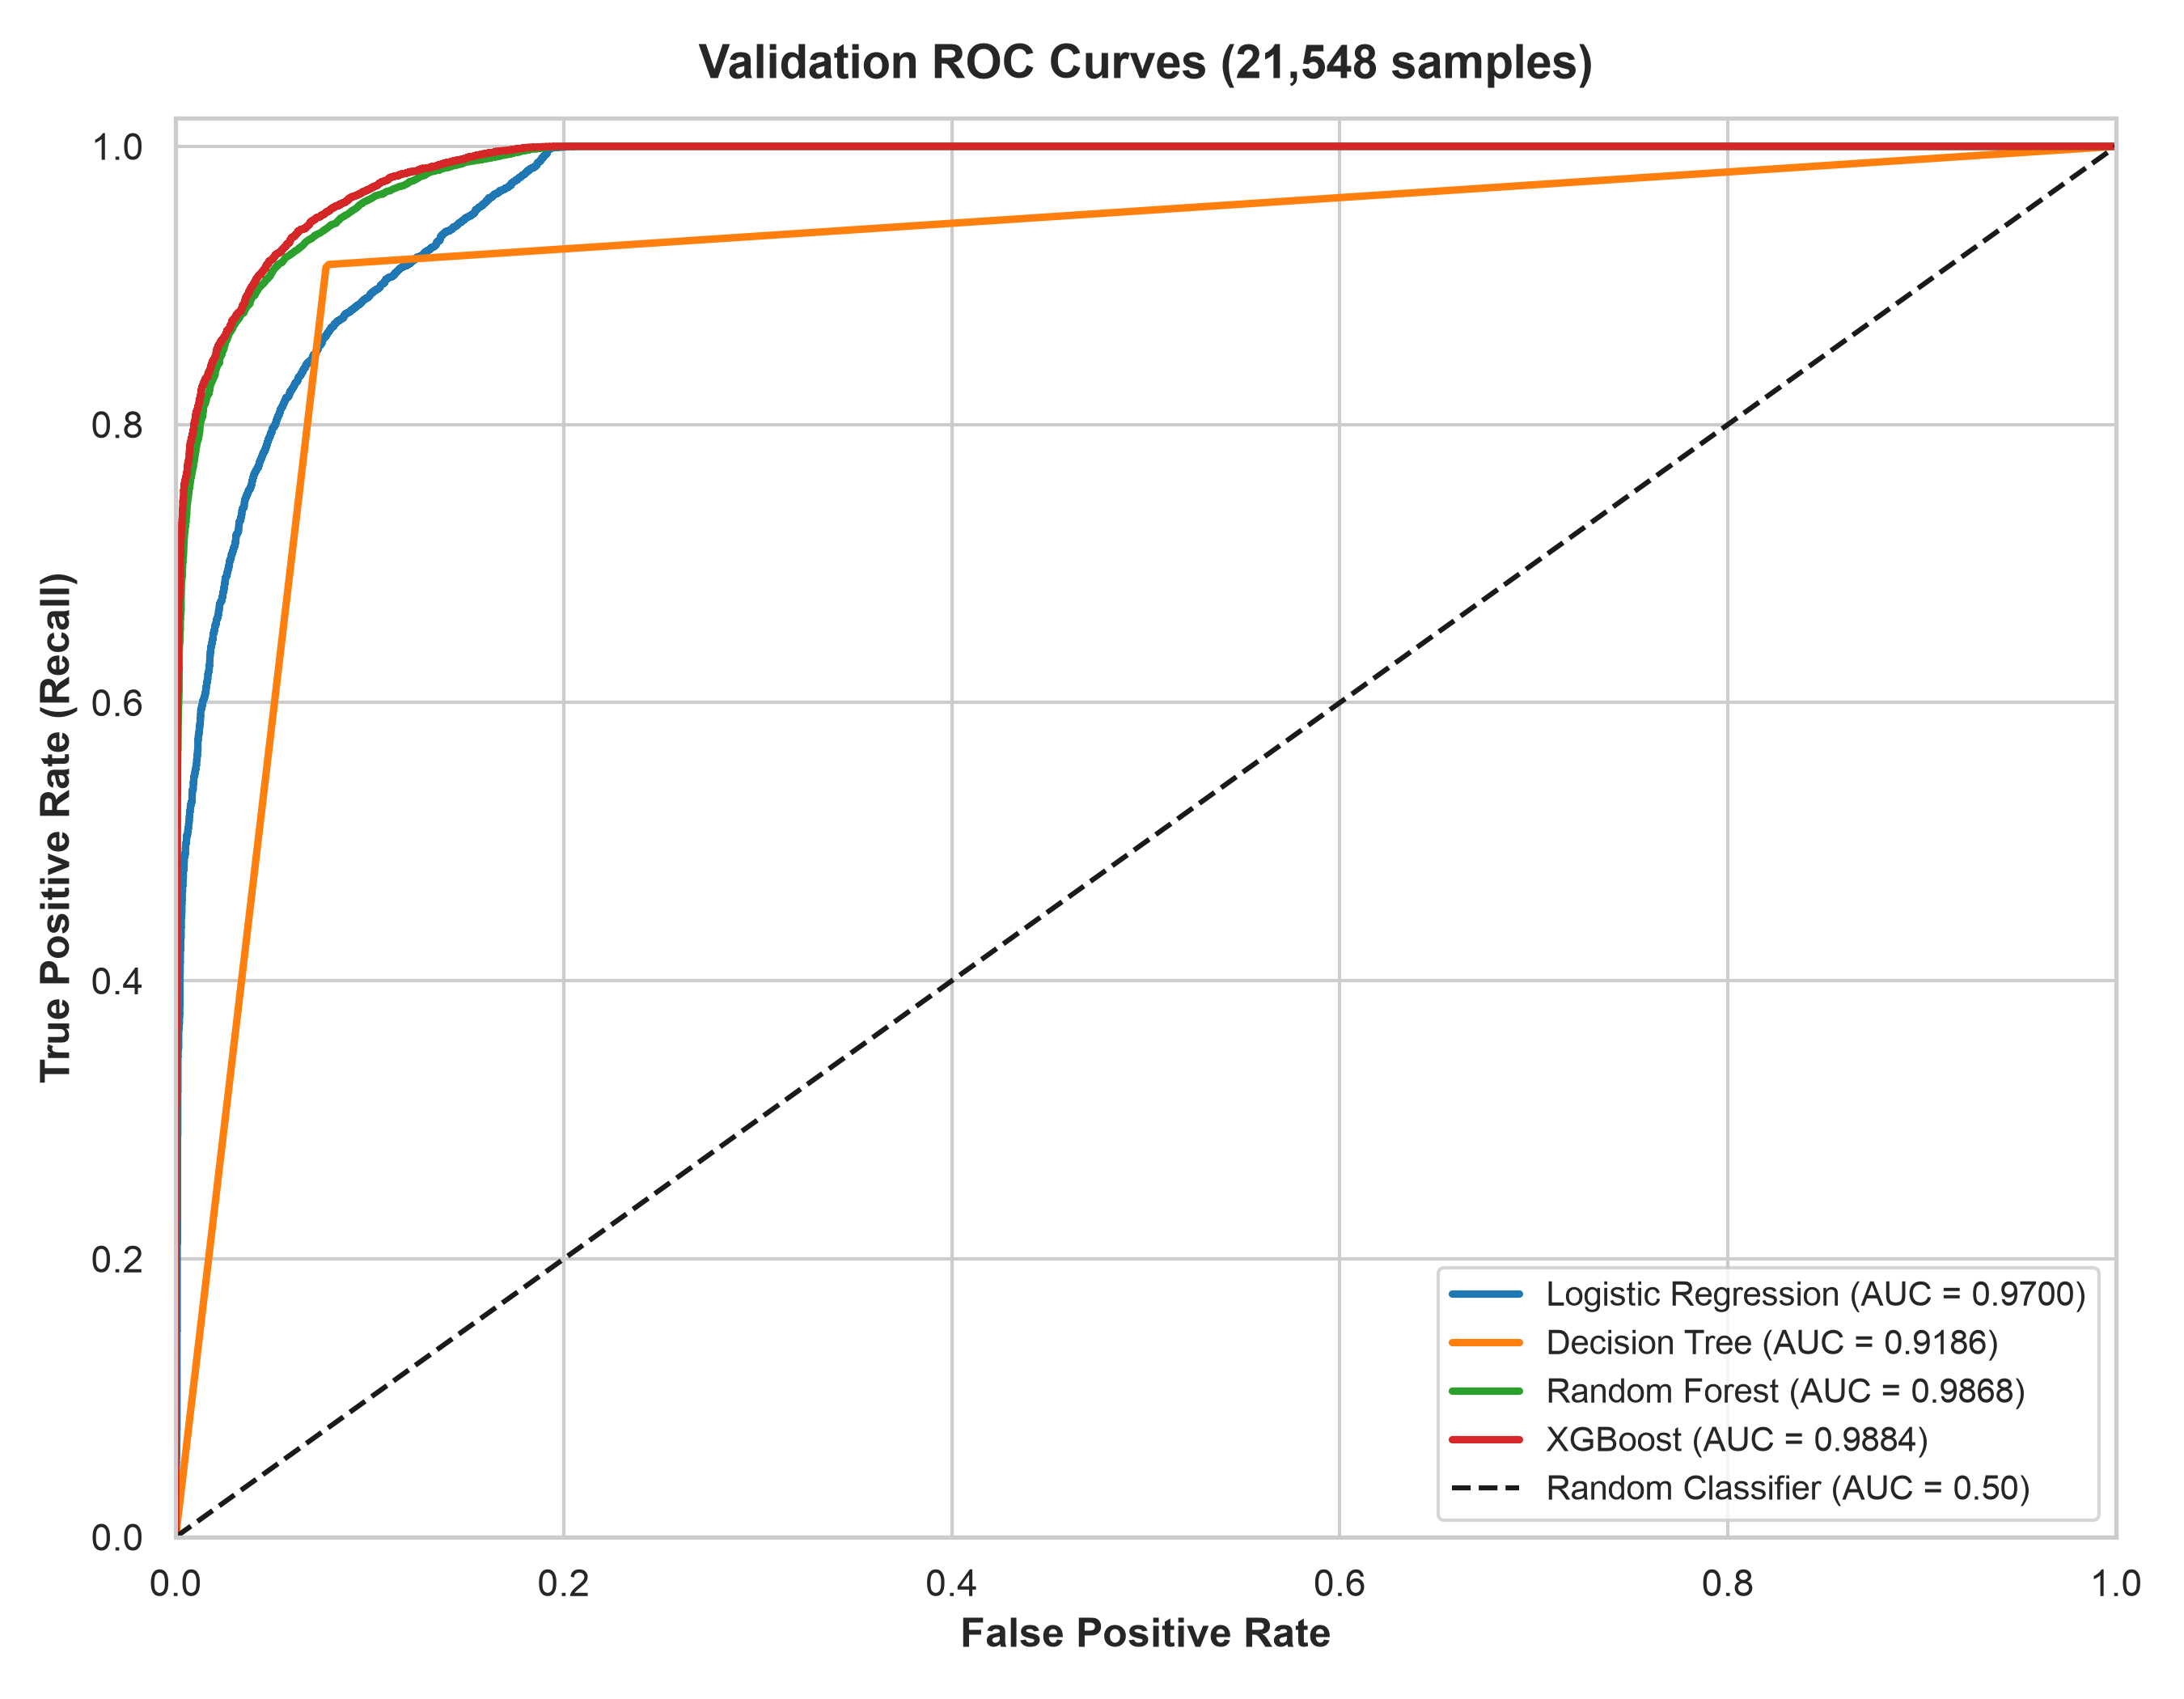 Validation ROC Curves (21,548 samples)
True Positive Rate (Recall)
1.0
0.8
0.6
0.4
0.2
0.0
0.0 0.2 0.4 0.6 0.8 1.0
False Positive Rate
Logistic Regression (AUC = 0.9700)
Decision Tree (AUC = 0.9186)
Random Forest (AUC = 0.9868)
XGBoost (AUC = 0.9884)
Random Classifier (AUC = 0.50)